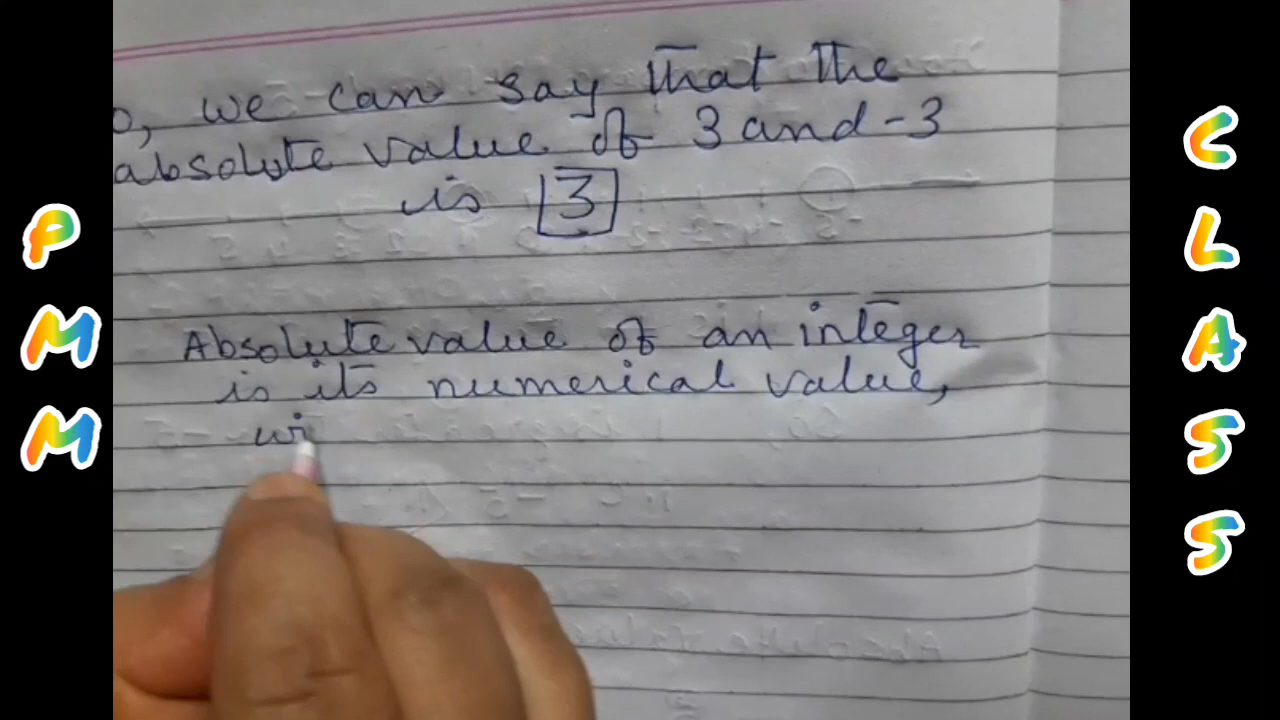 o, we can say that the
absolute value of 3 and -3
is 3
Absolute value of an integer
is its numerical value,
wi
PMM
CLASS